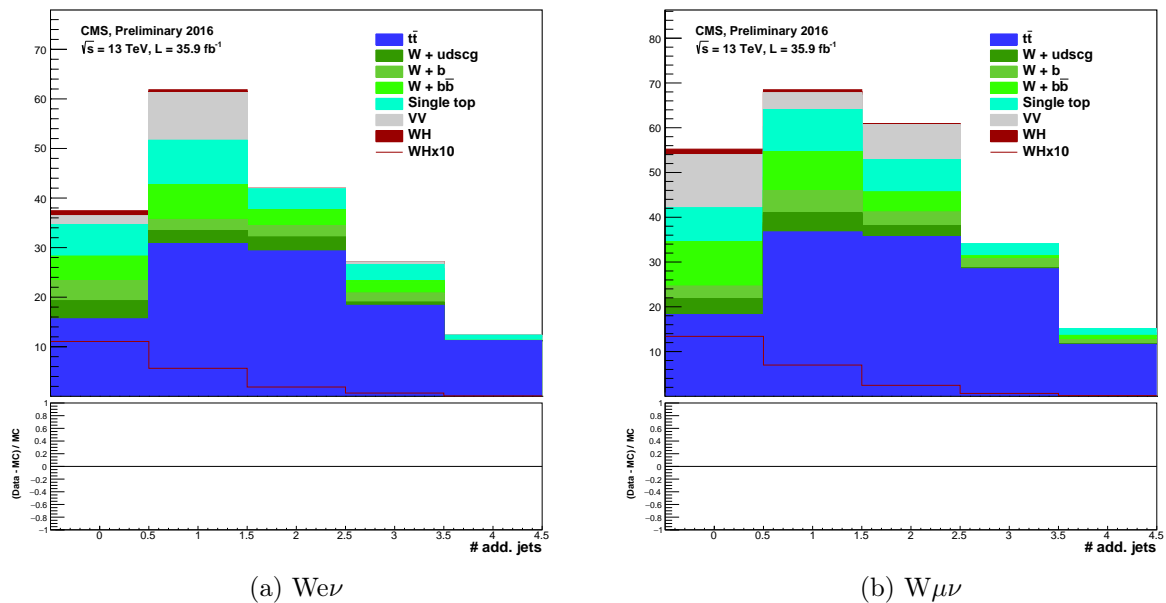 CMS, Preliminary 2016
√s = 13 TeV, L = 35.9 fb⁻¹
tt̄
W + udscg
W + b
W + bb̄
Single top
VV
WH
WHx10
70
60
50
40
30
20
10
(Data - MC) / MC
1
0.8
0.6
0.4
0.2
0
−0.2
−0.4
−0.6
−0.8
−1
0 0.5 1 1.5 2 2.5 3 3.5 4 4.5
# add. jets
(a) Weν
CMS, Preliminary 2016
√s = 13 TeV, L = 35.9 fb⁻¹
tt̄
W + udscg
W + b
W + bb̄
Single top
VV
WH
WHx10
80
70
60
50
40
30
20
10
(Data - MC) / MC
1
0.8
0.6
0.4
0.2
0
−0.2
−0.4
−0.6
−0.8
−1
0 0.5 1 1.5 2 2.5 3 3.5 4 4.5
# add. jets
(b) Wμν